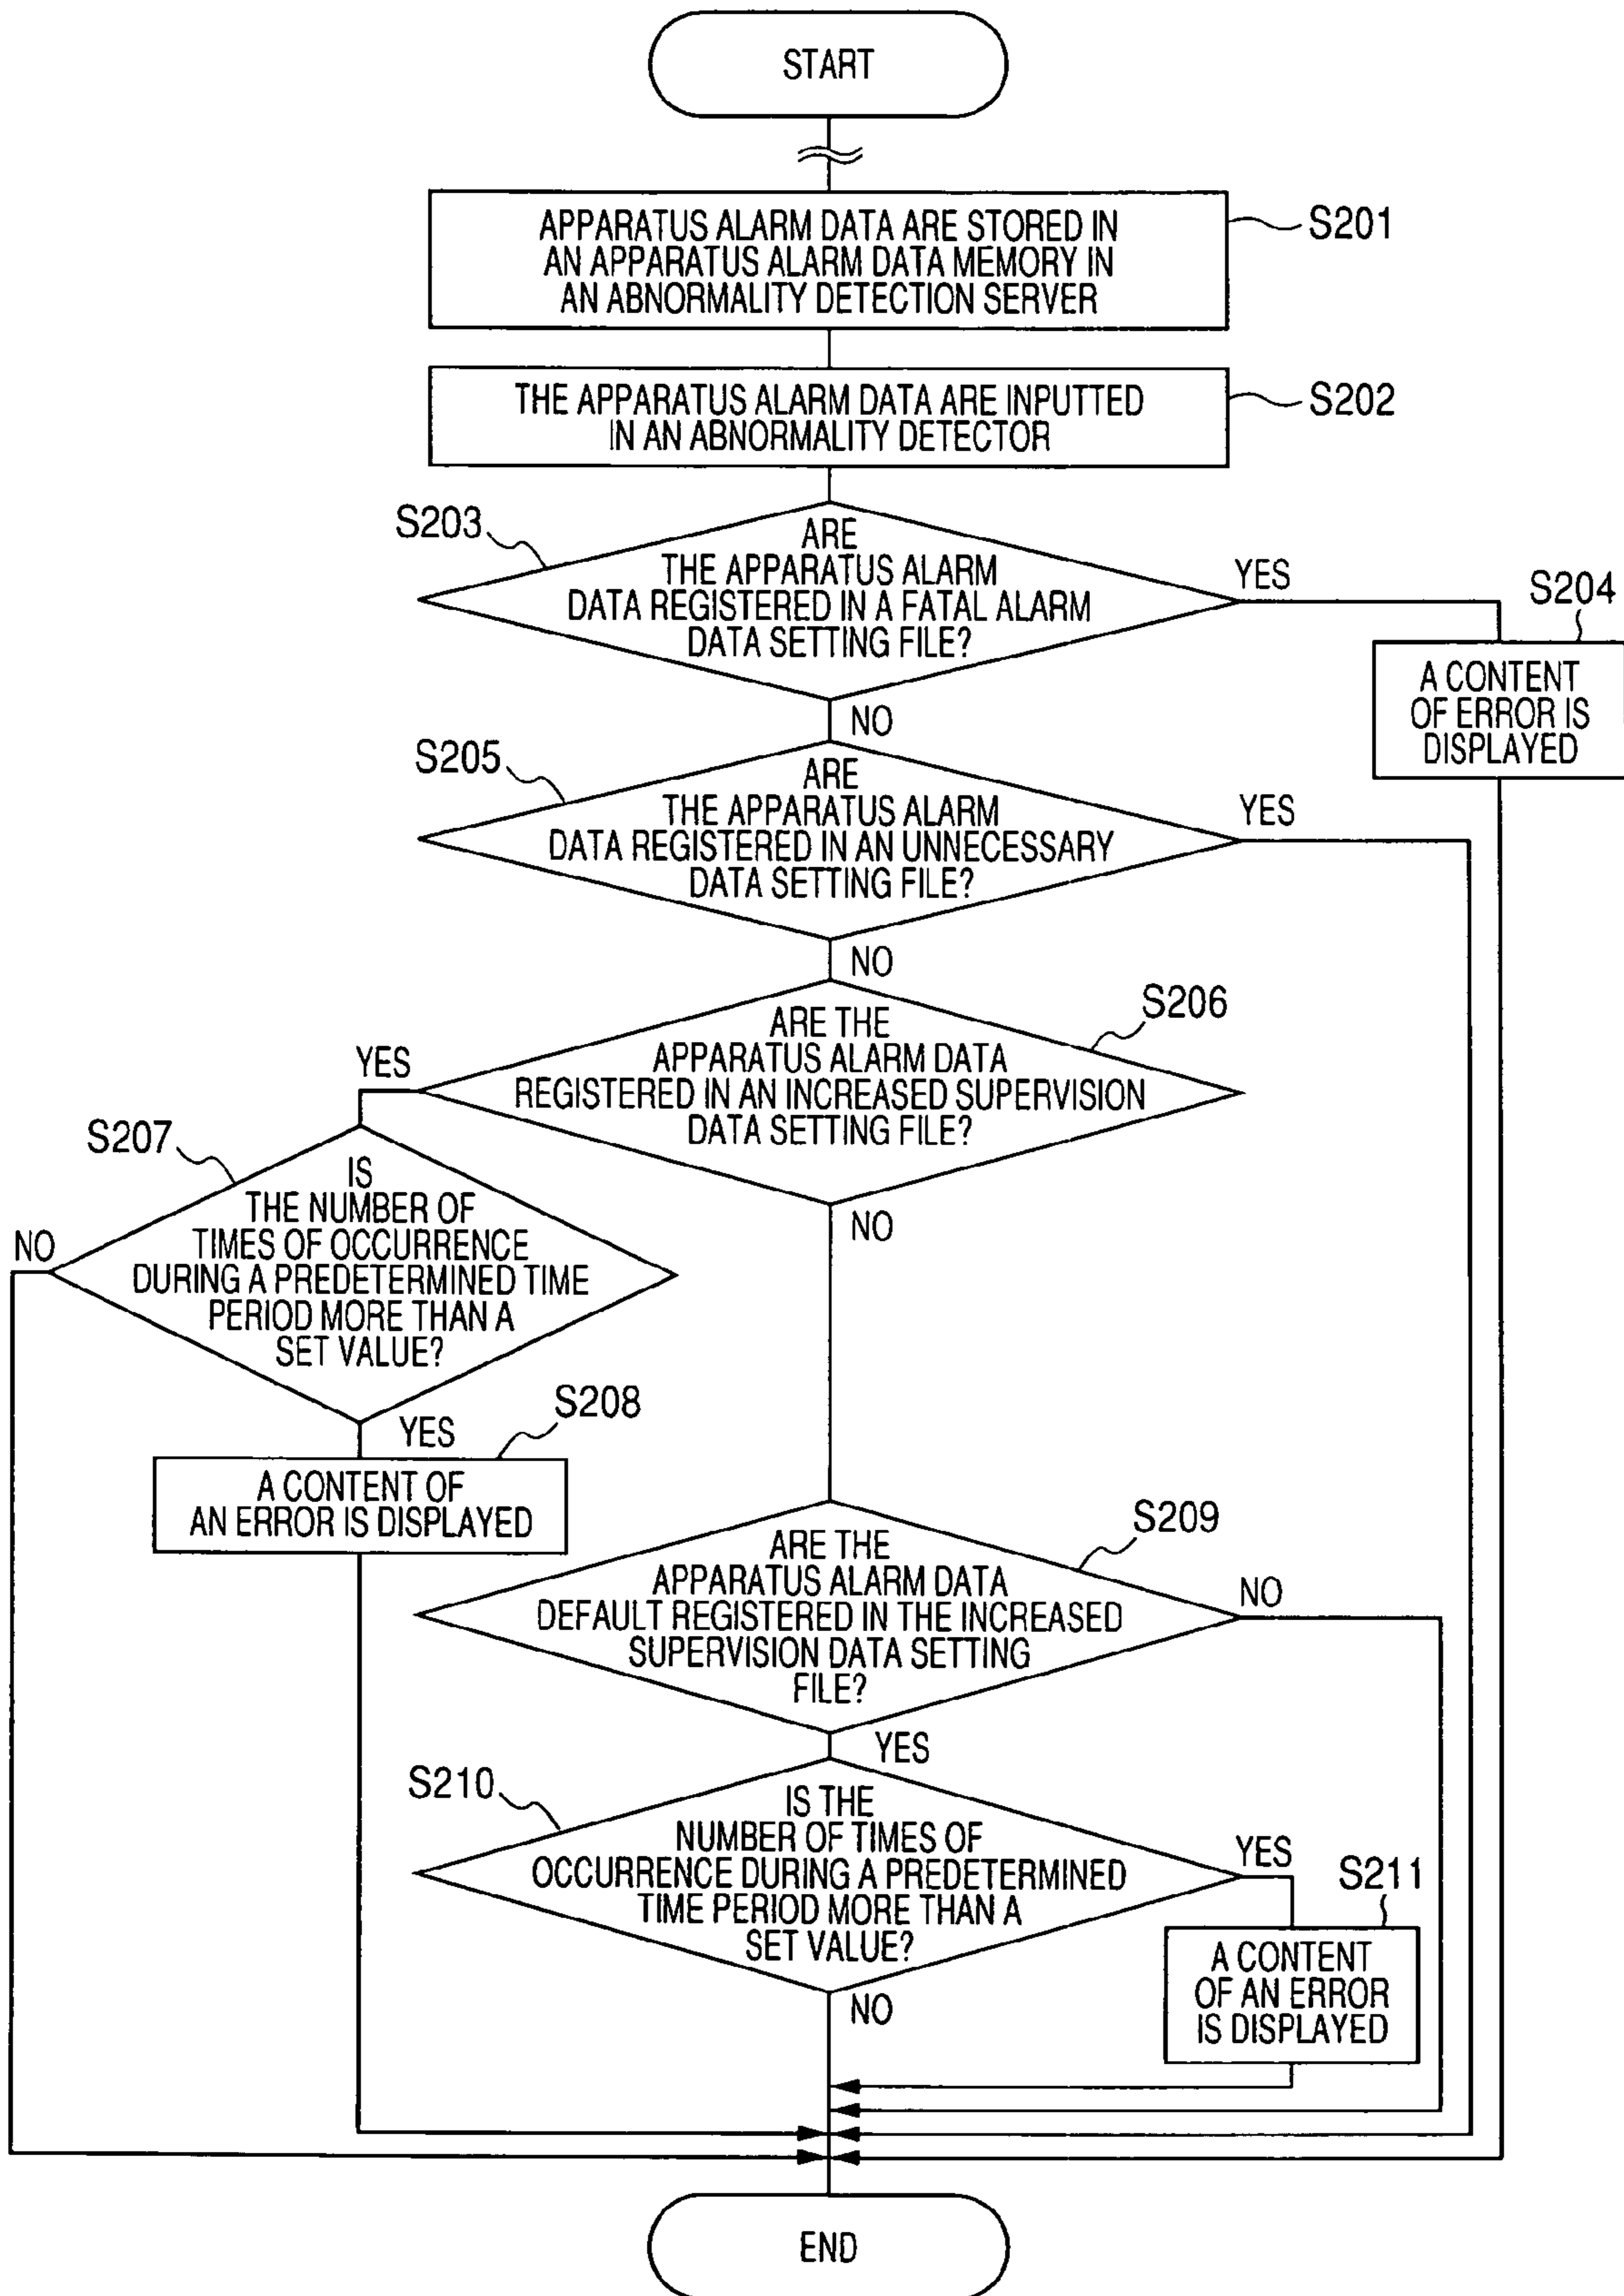 START
APPARATUS ALARM DATA ARE STORED IN
AN APPARATUS ALARM DATA MEMORY IN
AN ABNORMALITY DETECTION SERVER
S201
THE APPARATUS ALARM DATA ARE INPUTTED
IN AN ABNORMALITY DETECTOR
S202
S203
ARE
THE APPARATUS ALARM
DATA REGISTERED IN A FATAL ALARM
DATA SETTING FILE?
YES
S204
A CONTENT
OF ERROR IS
DISPLAYED
NO
S205
ARE
THE APPARATUS ALARM
DATA REGISTERED IN AN UNNECESSARY
DATA SETTING FILE?
YES
NO
S206
ARE THE
APPARATUS ALARM DATA
REGISTERED IN AN INCREASED SUPERVISION
DATA SETTING FILE?
YES
NO
S207
IS
THE NUMBER OF
TIMES OF OCCURRENCE
DURING A PREDETERMINED TIME
PERIOD MORE THAN A
SET VALUE?
NO
YES
S208
A CONTENT OF
AN ERROR IS DISPLAYED
S209
ARE THE
APPARATUS ALARM DATA
DEFAULT REGISTERED IN THE INCREASED
SUPERVISION DATA SETTING
FILE?
NO
YES
S210
IS THE
NUMBER OF TIMES OF
OCCURRENCE DURING A PREDETERMINED
TIME PERIOD MORE THAN A
SET VALUE?
YES
S211
A CONTENT
OF AN ERROR
IS DISPLAYED
NO
END